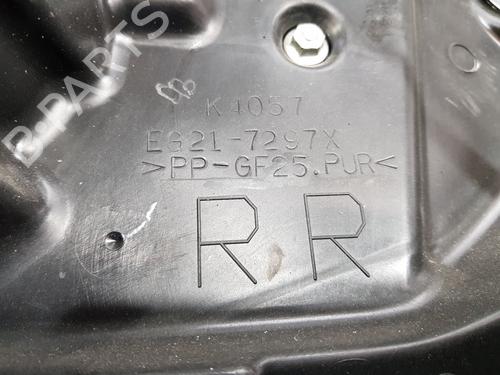 B-PARTS
K4057
EG21-7297X
>PP-GF25.PUR<
R R